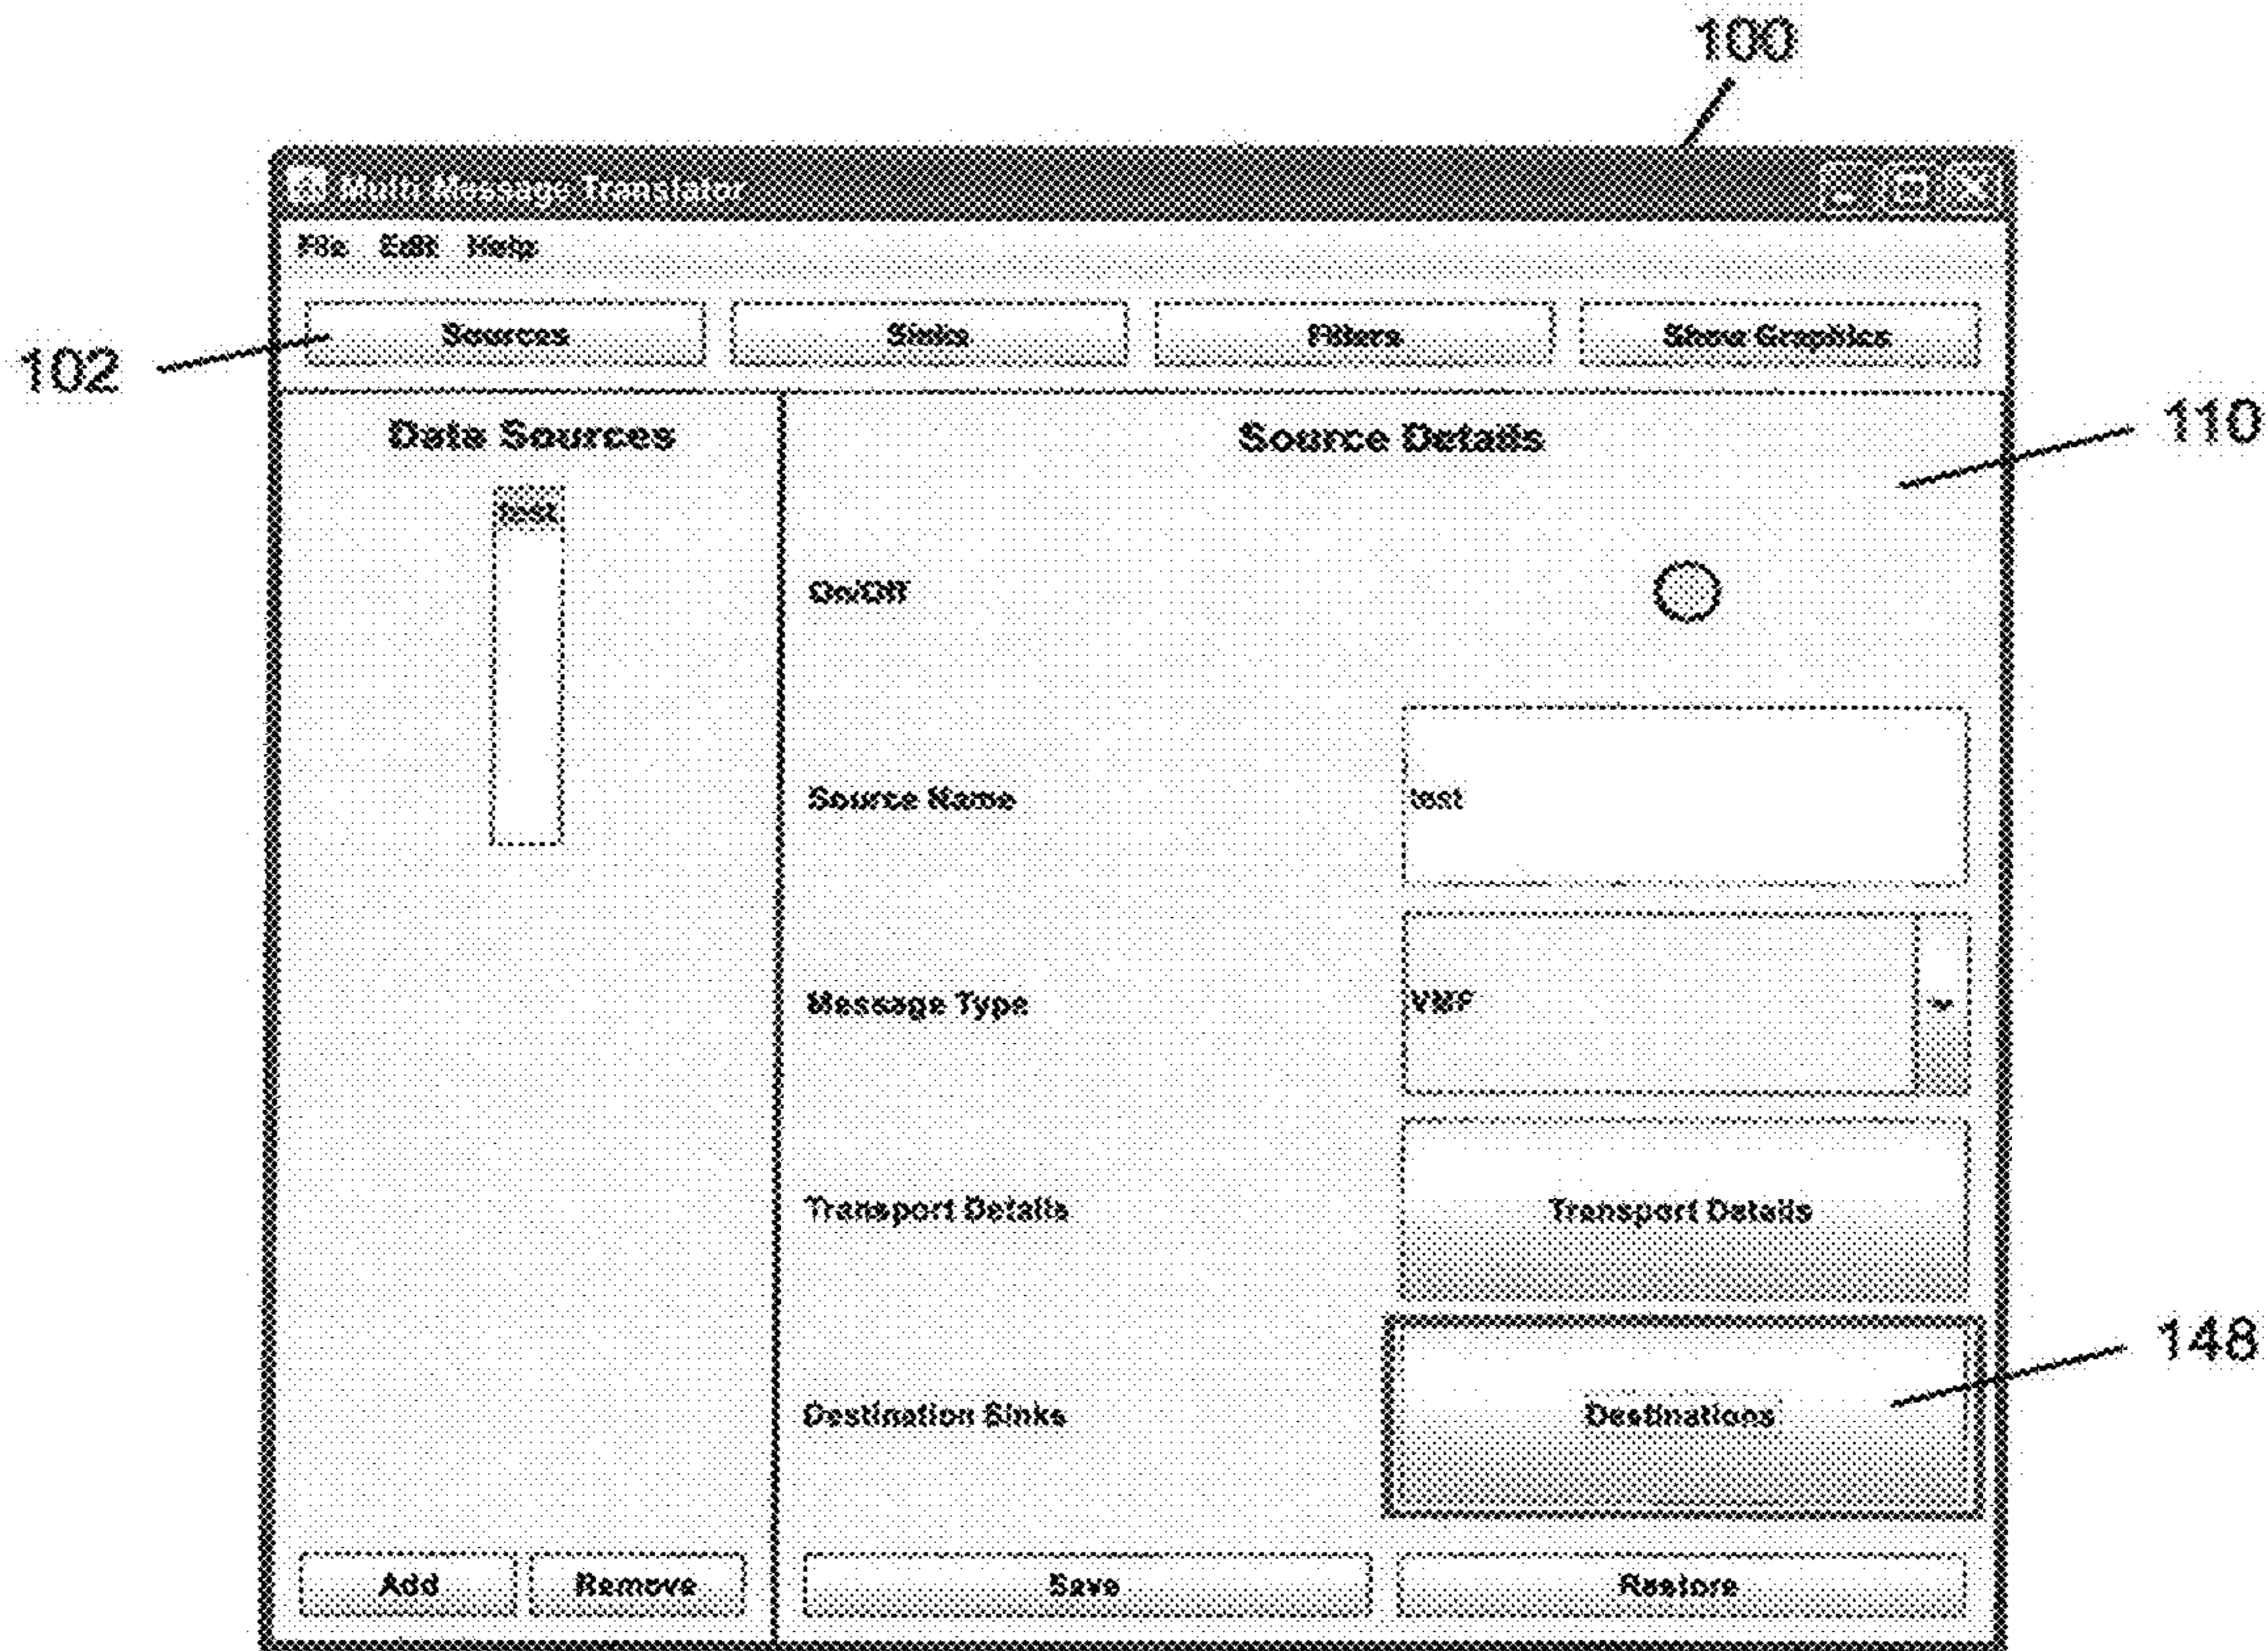 100
Multi Message Translator
File Edit Help
102
Sources Sinks Filters Show Graphics
110
Data Sources
Source Details
test
On/Off
Source Name test
Message Type VMF
Transport Details Transport Details
148
Destination Sinks Destinations
Add Remove Save Restore